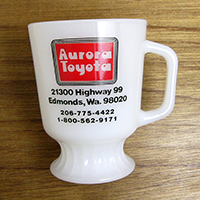 Aurora
Toyota
21300 Highway 99
Edmonds, Wa. 98020
206-775-4422
1-800-562-9171